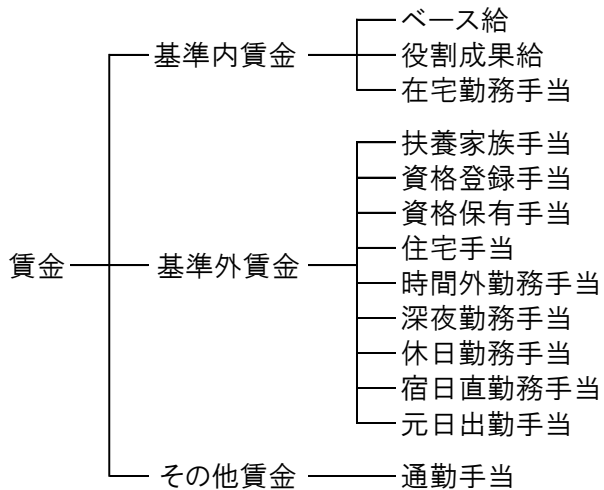 賃金
基準内賃金
ベース給
役割成果給
在宅勤務手当
基準外賃金
扶養家族手当
資格登録手当
資格保有手当
住宅手当
時間外勤務手当
深夜勤務手当
休日勤務手当
宿日直勤務手当
元日出勤手当
その他賃金
通勤手当